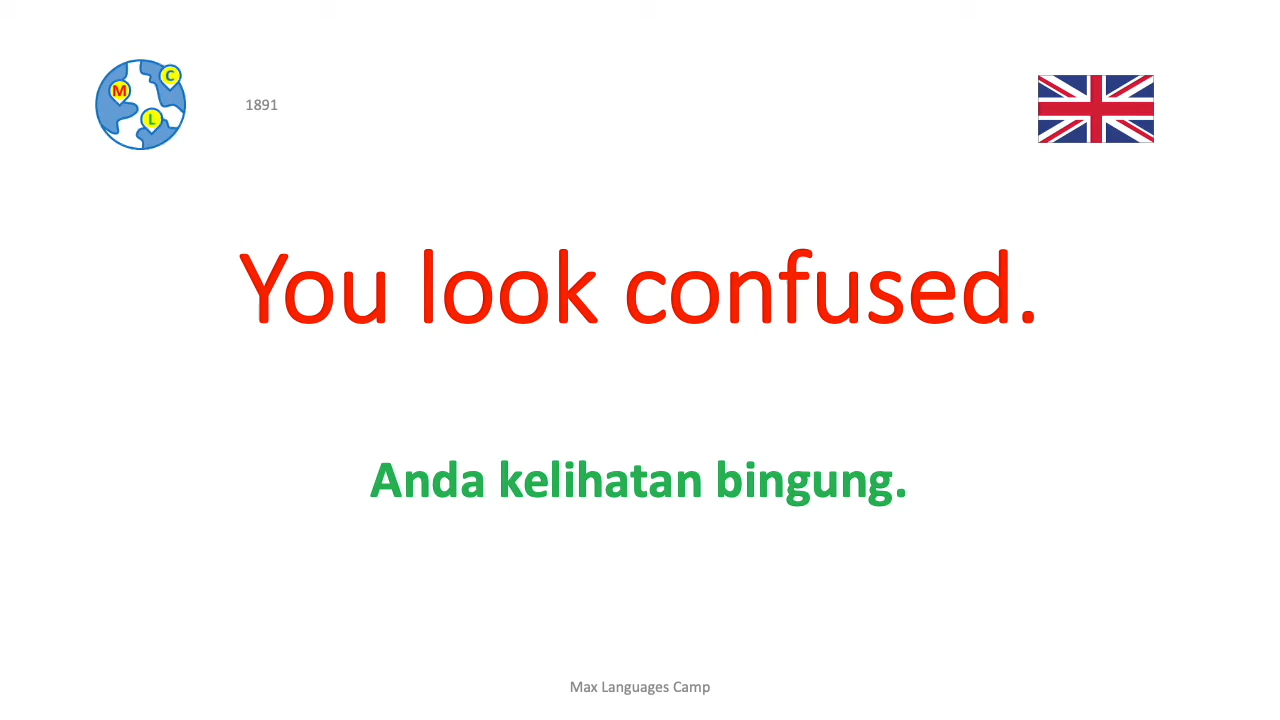 M
C
L
1891
You look confused.
Anda kelihatan bingung.
Max Languages Camp